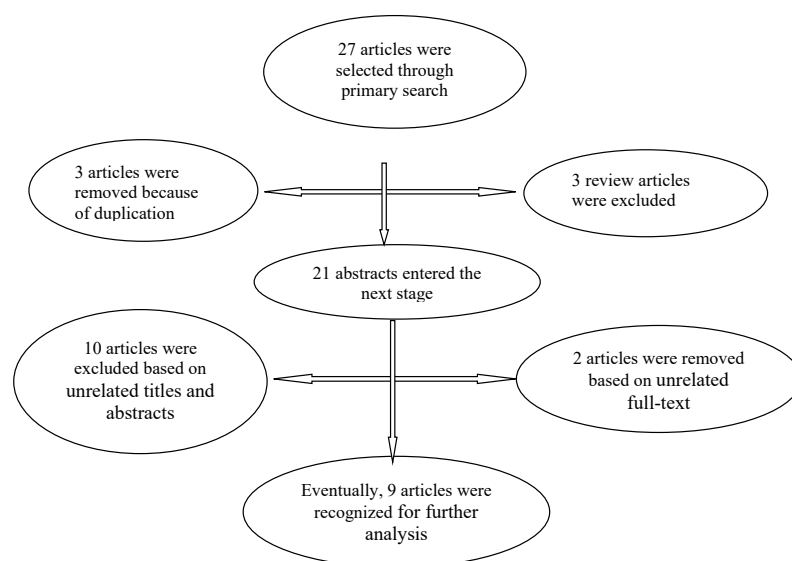 27 articles were
selected through
primary search
3 articles were
removed because
of duplication
3 review articles
were excluded
21 abstracts entered the
next stage
10 articles were
excluded based on
unrelated titles and
abstracts
2 articles were removed
based on unrelated
full-text
Eventually, 9 articles were
recognized for further
analysis